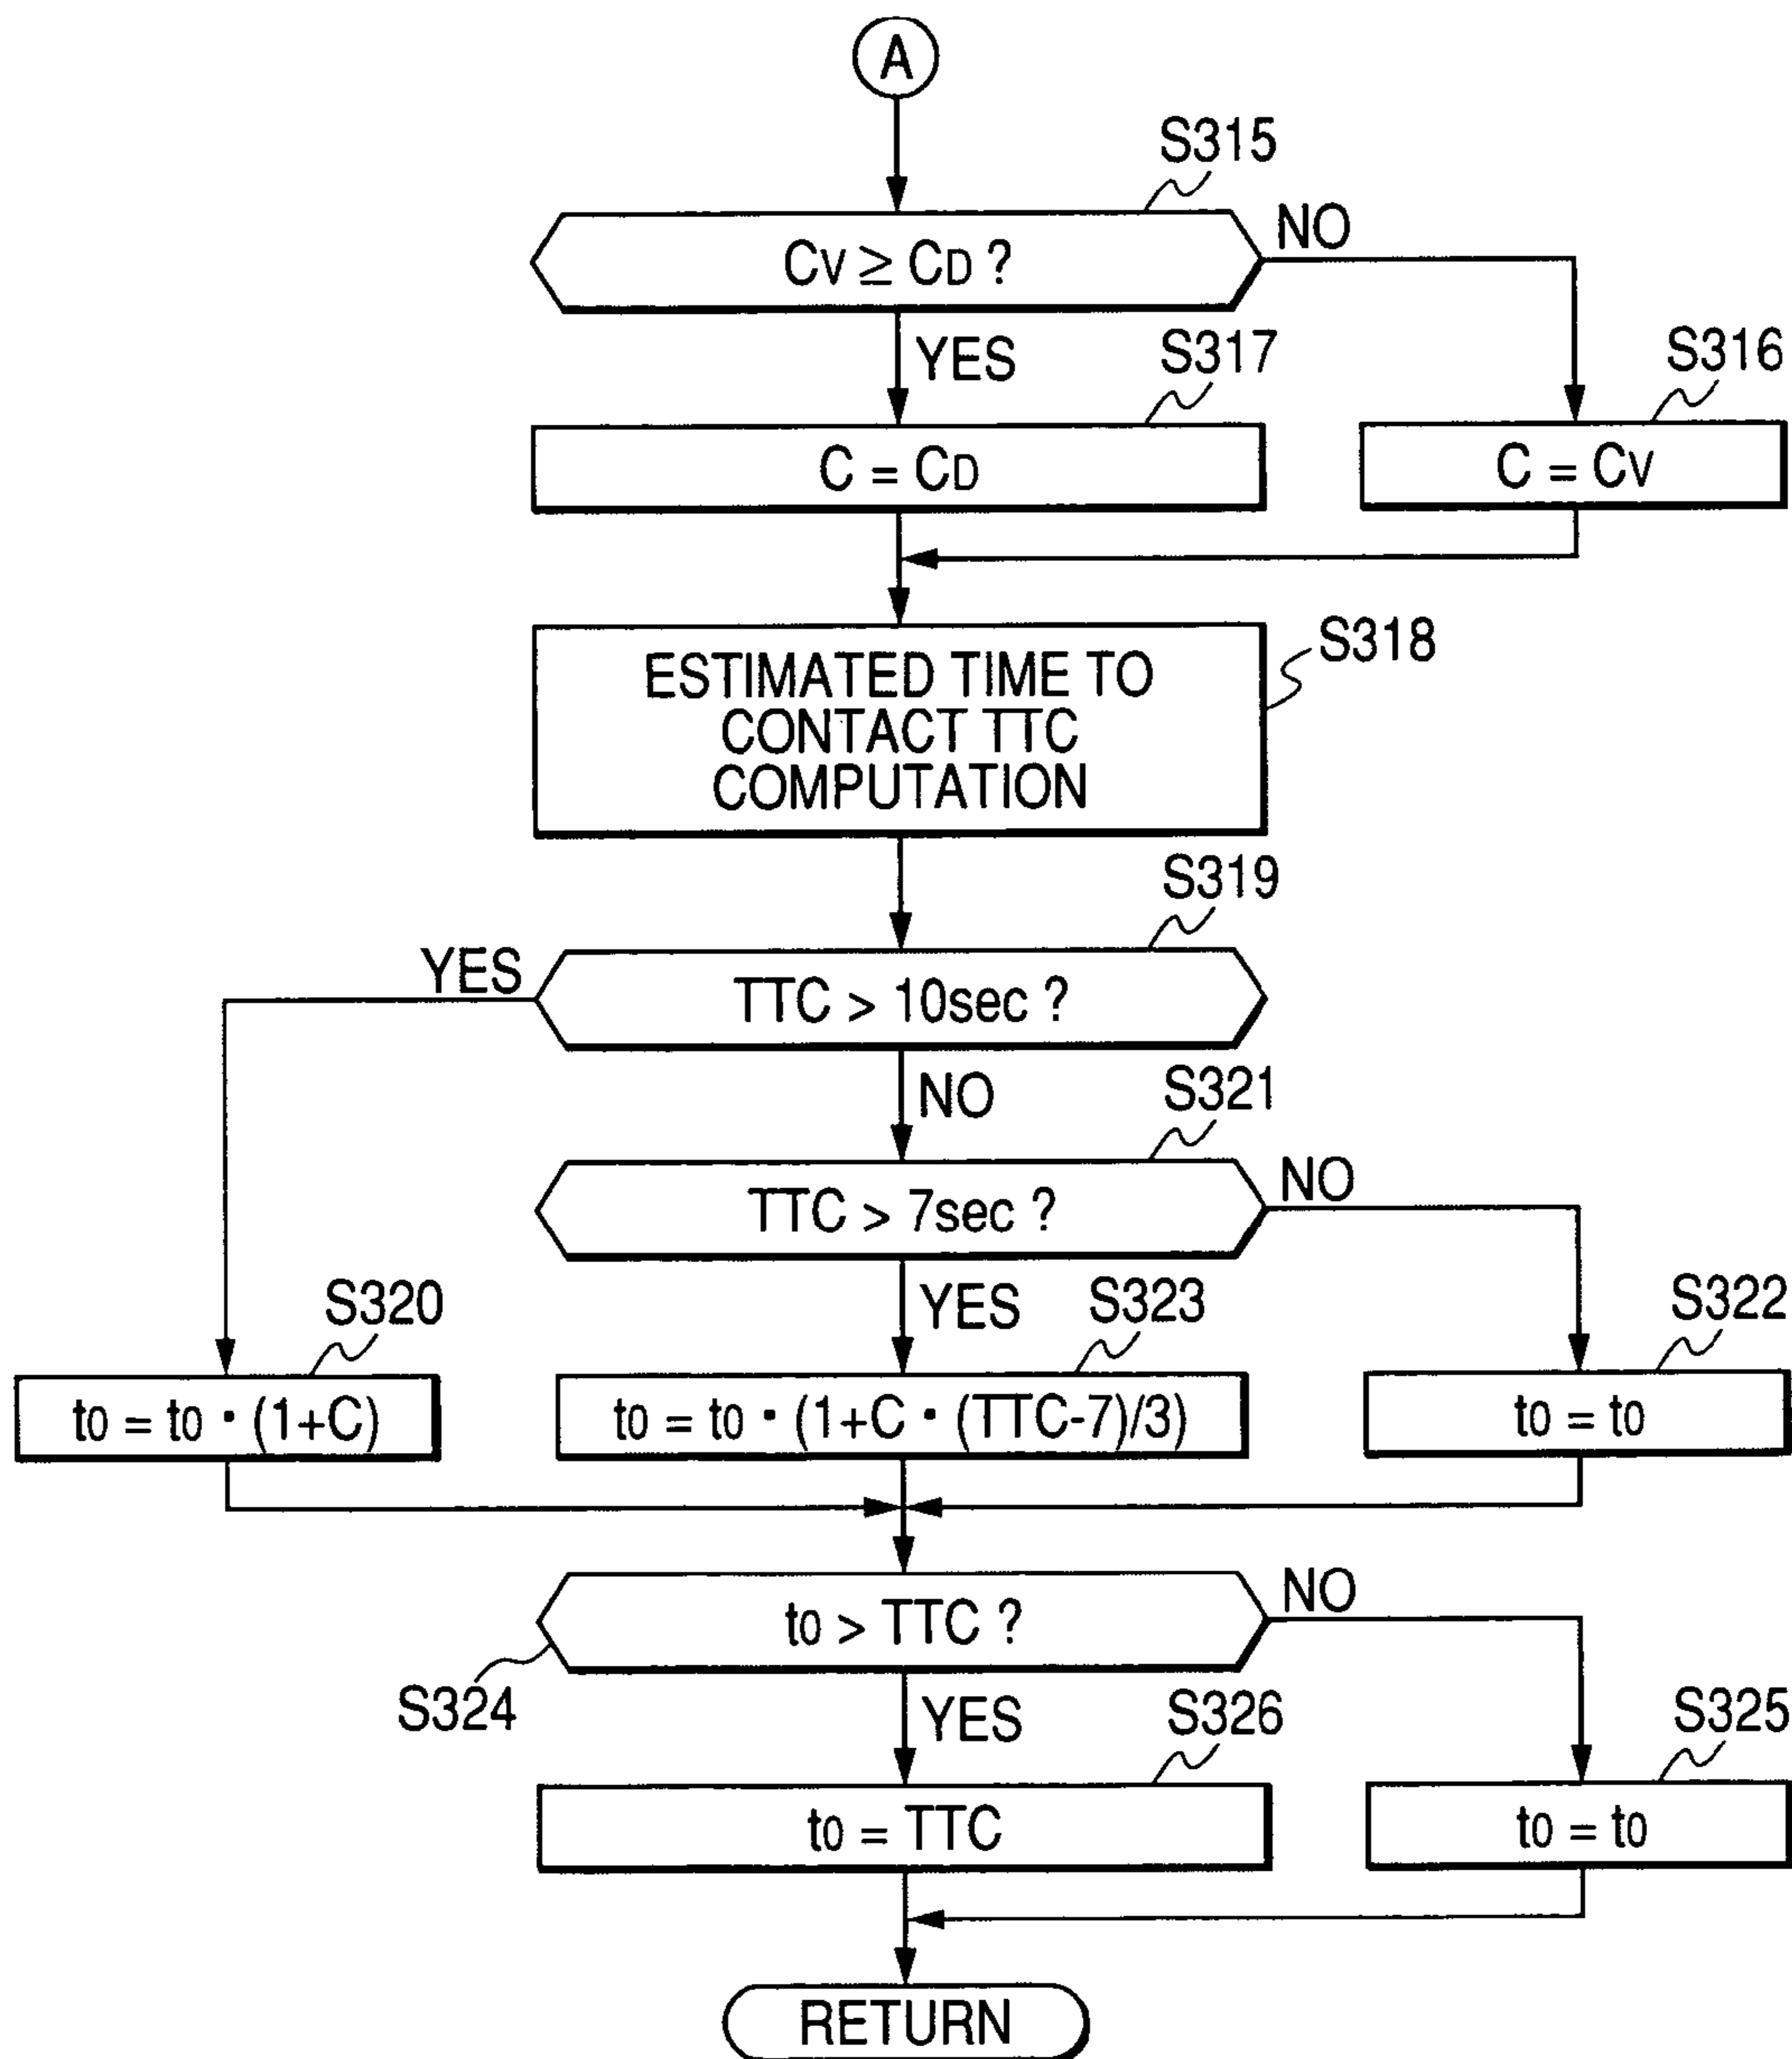 A
S315
CV ≥ CD ?
NO
YES
S317
S316
C = CD
C = CV
S318
ESTIMATED TIME TO
CONTACT TTC
COMPUTATION
S319
YES
TTC > 10sec ?
NO
S321
TTC > 7sec ?
NO
S320
YES
S323
S322
t0 = t0 · (1+C)
t0 = t0 · (1+C · (TTC-7)/3)
t0 = t0
t0 > TTC ?
NO
S324
YES
S326
S325
t0 = TTC
t0 = t0
RETURN